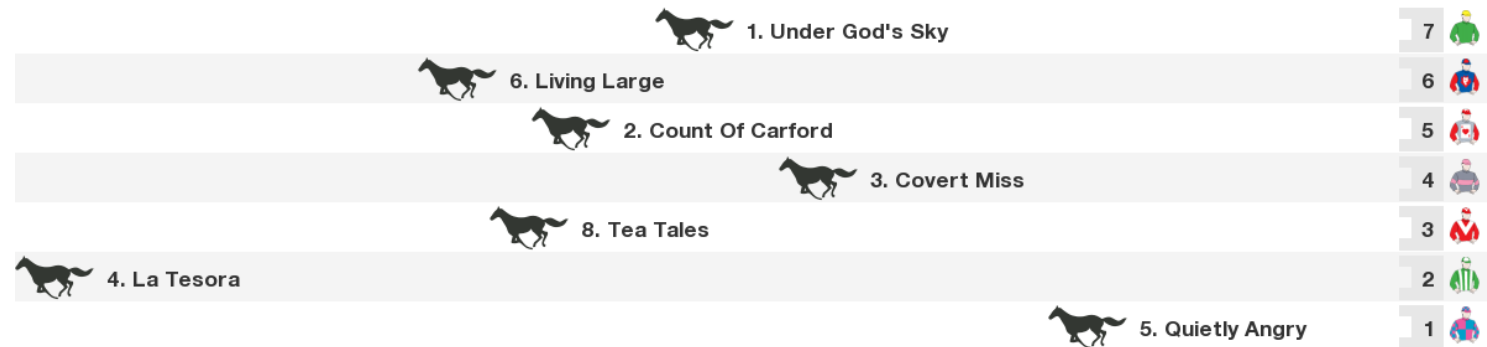 1. Under God's Sky 7
6. Living Large 6
2. Count Of Carford 5
3. Covert Miss 4
8. Tea Tales 3
4. La Tesora 2
5. Quietly Angry 1